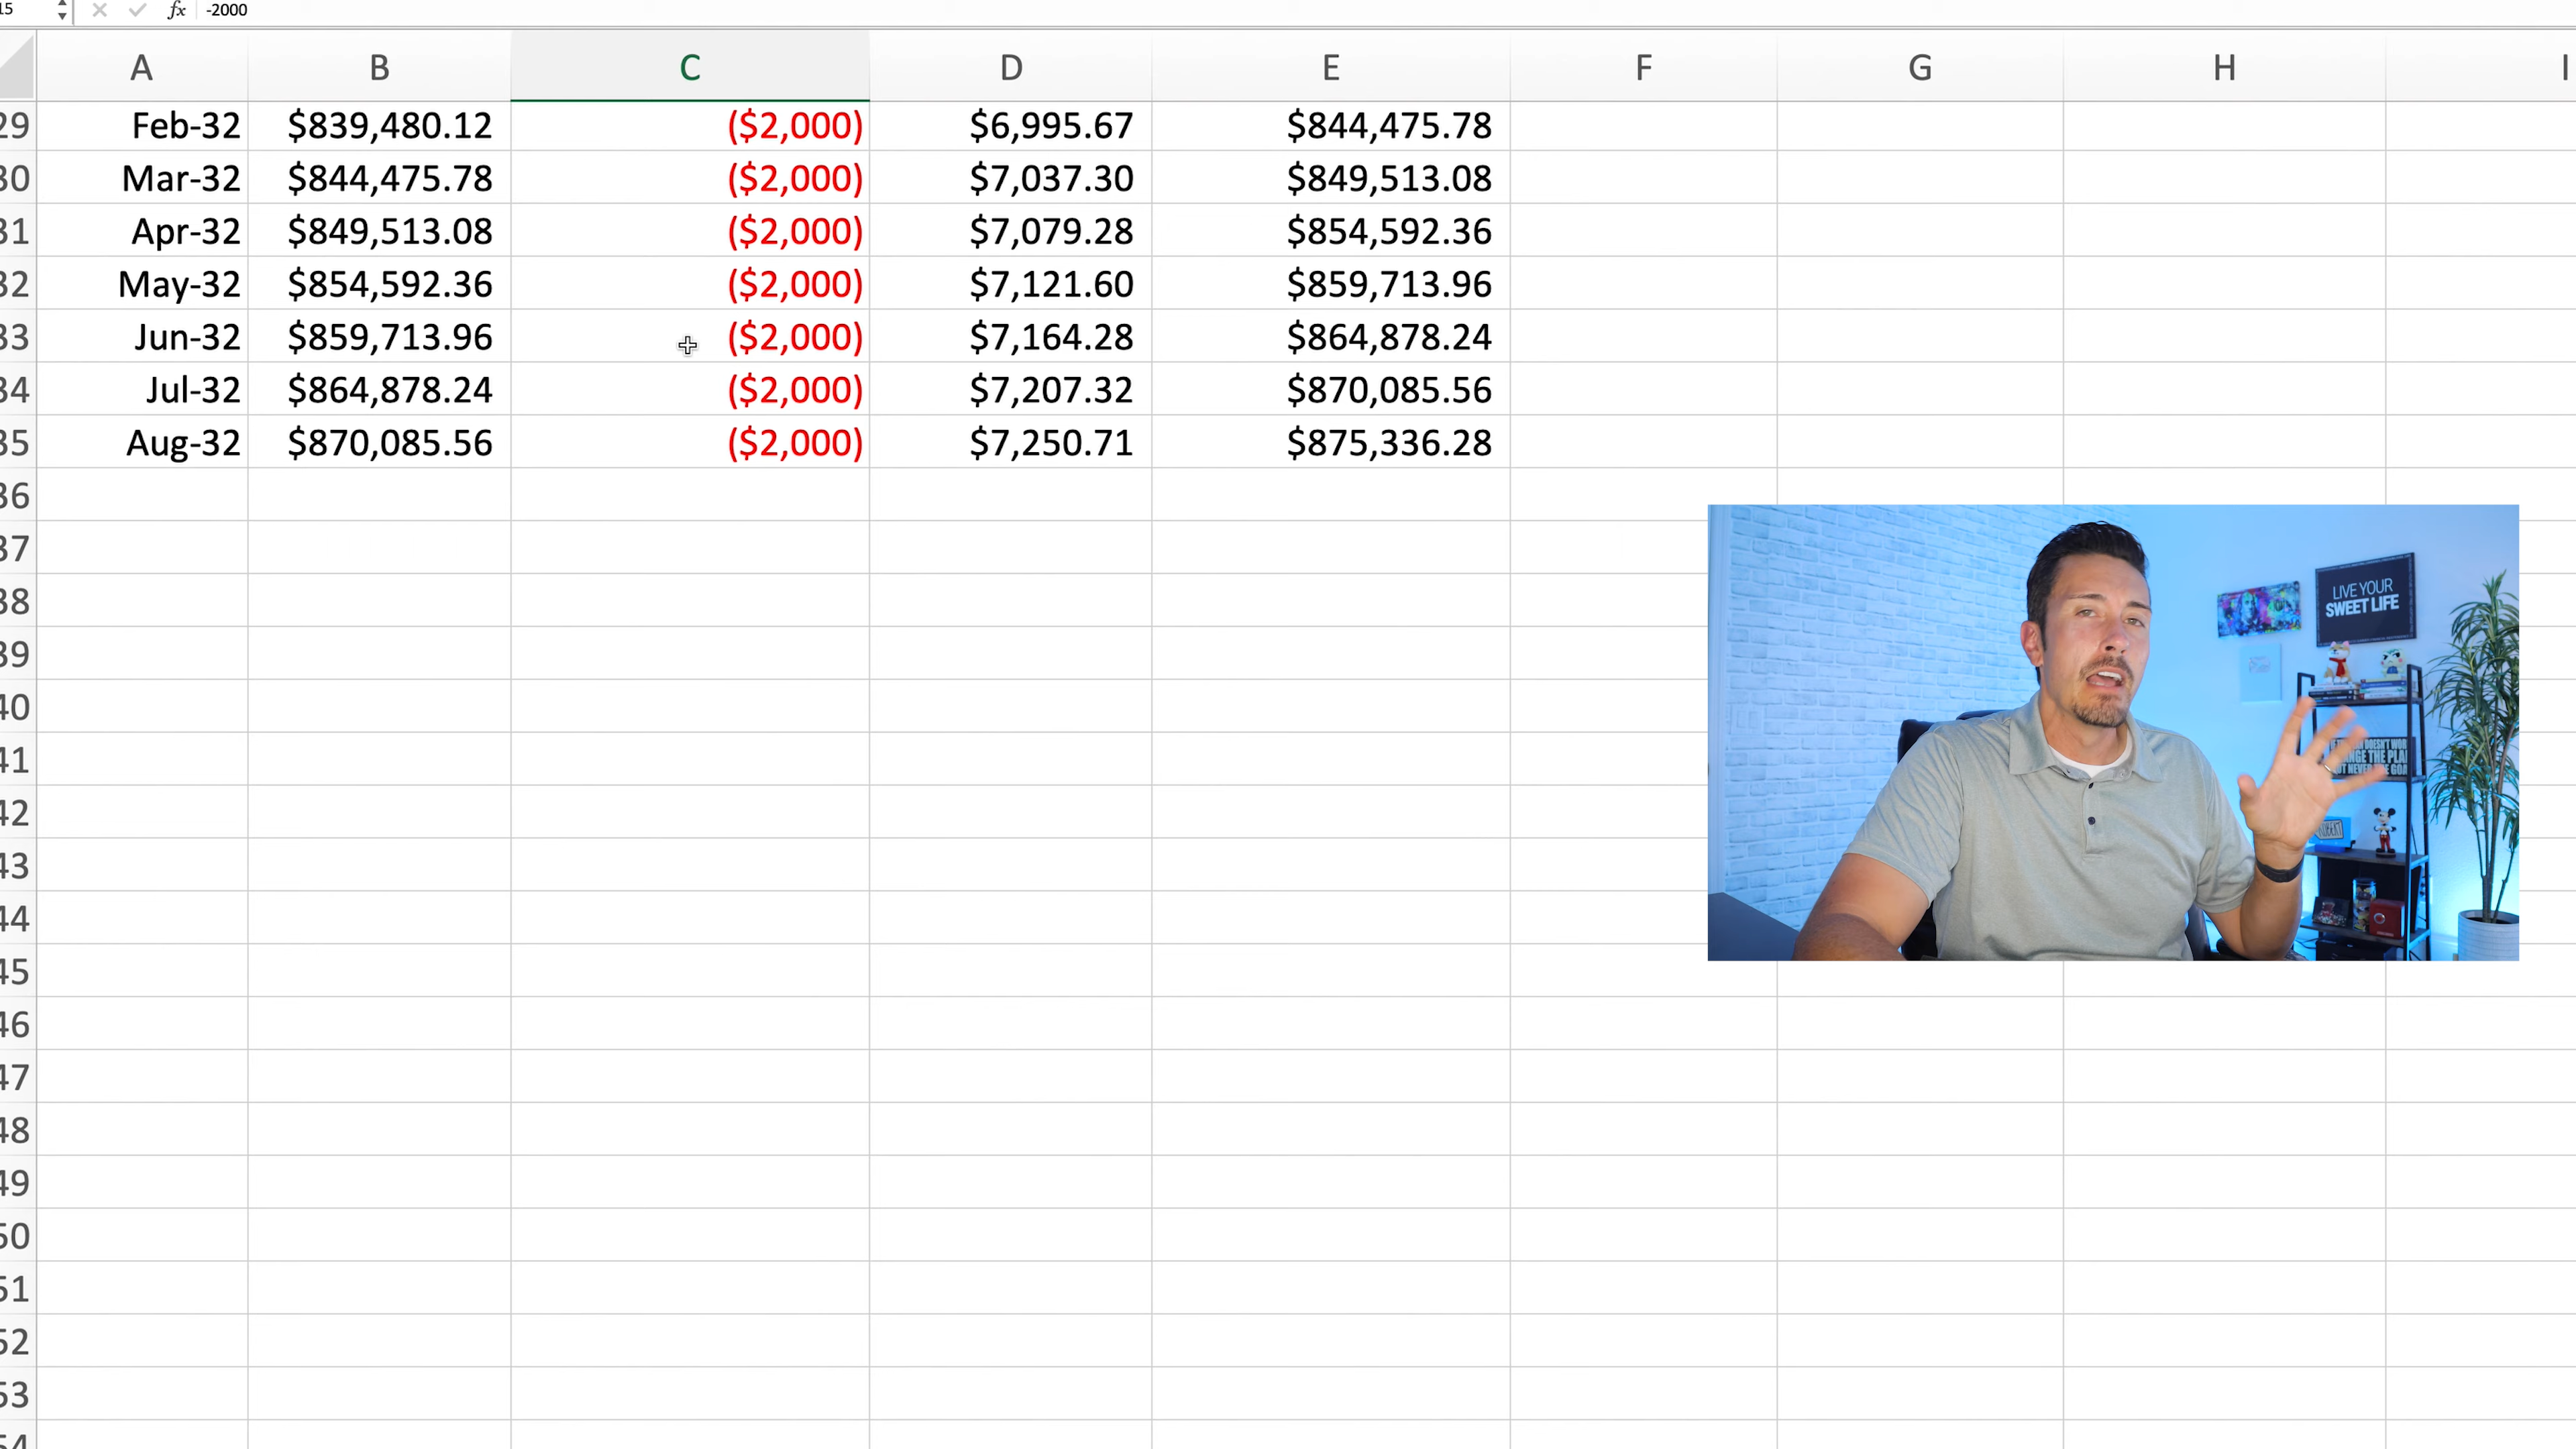 15 fx -2000
A B C D E F G H I
29 Feb-32 $839,480.12 ($2,000) $6,995.67 $844,475.78
30 Mar-32 $844,475.78 ($2,000) $7,037.30 $849,513.08
31 Apr-32 $849,513.08 ($2,000) $7,079.28 $854,592.36
32 May-32 $854,592.36 ($2,000) $7,121.60 $859,713.96
33 Jun-32 $859,713.96 ($2,000) $7,164.28 $864,878.24
34 Jul-32 $864,878.24 ($2,000) $7,207.32 $870,085.56
35 Aug-32 $870,085.56 ($2,000) $7,250.71 $875,336.28
36
37
38
39
40
41
42
43
44
45
46
47
48
49
50
51
52
53
54
LIVE YOUR
SWEET LIFE